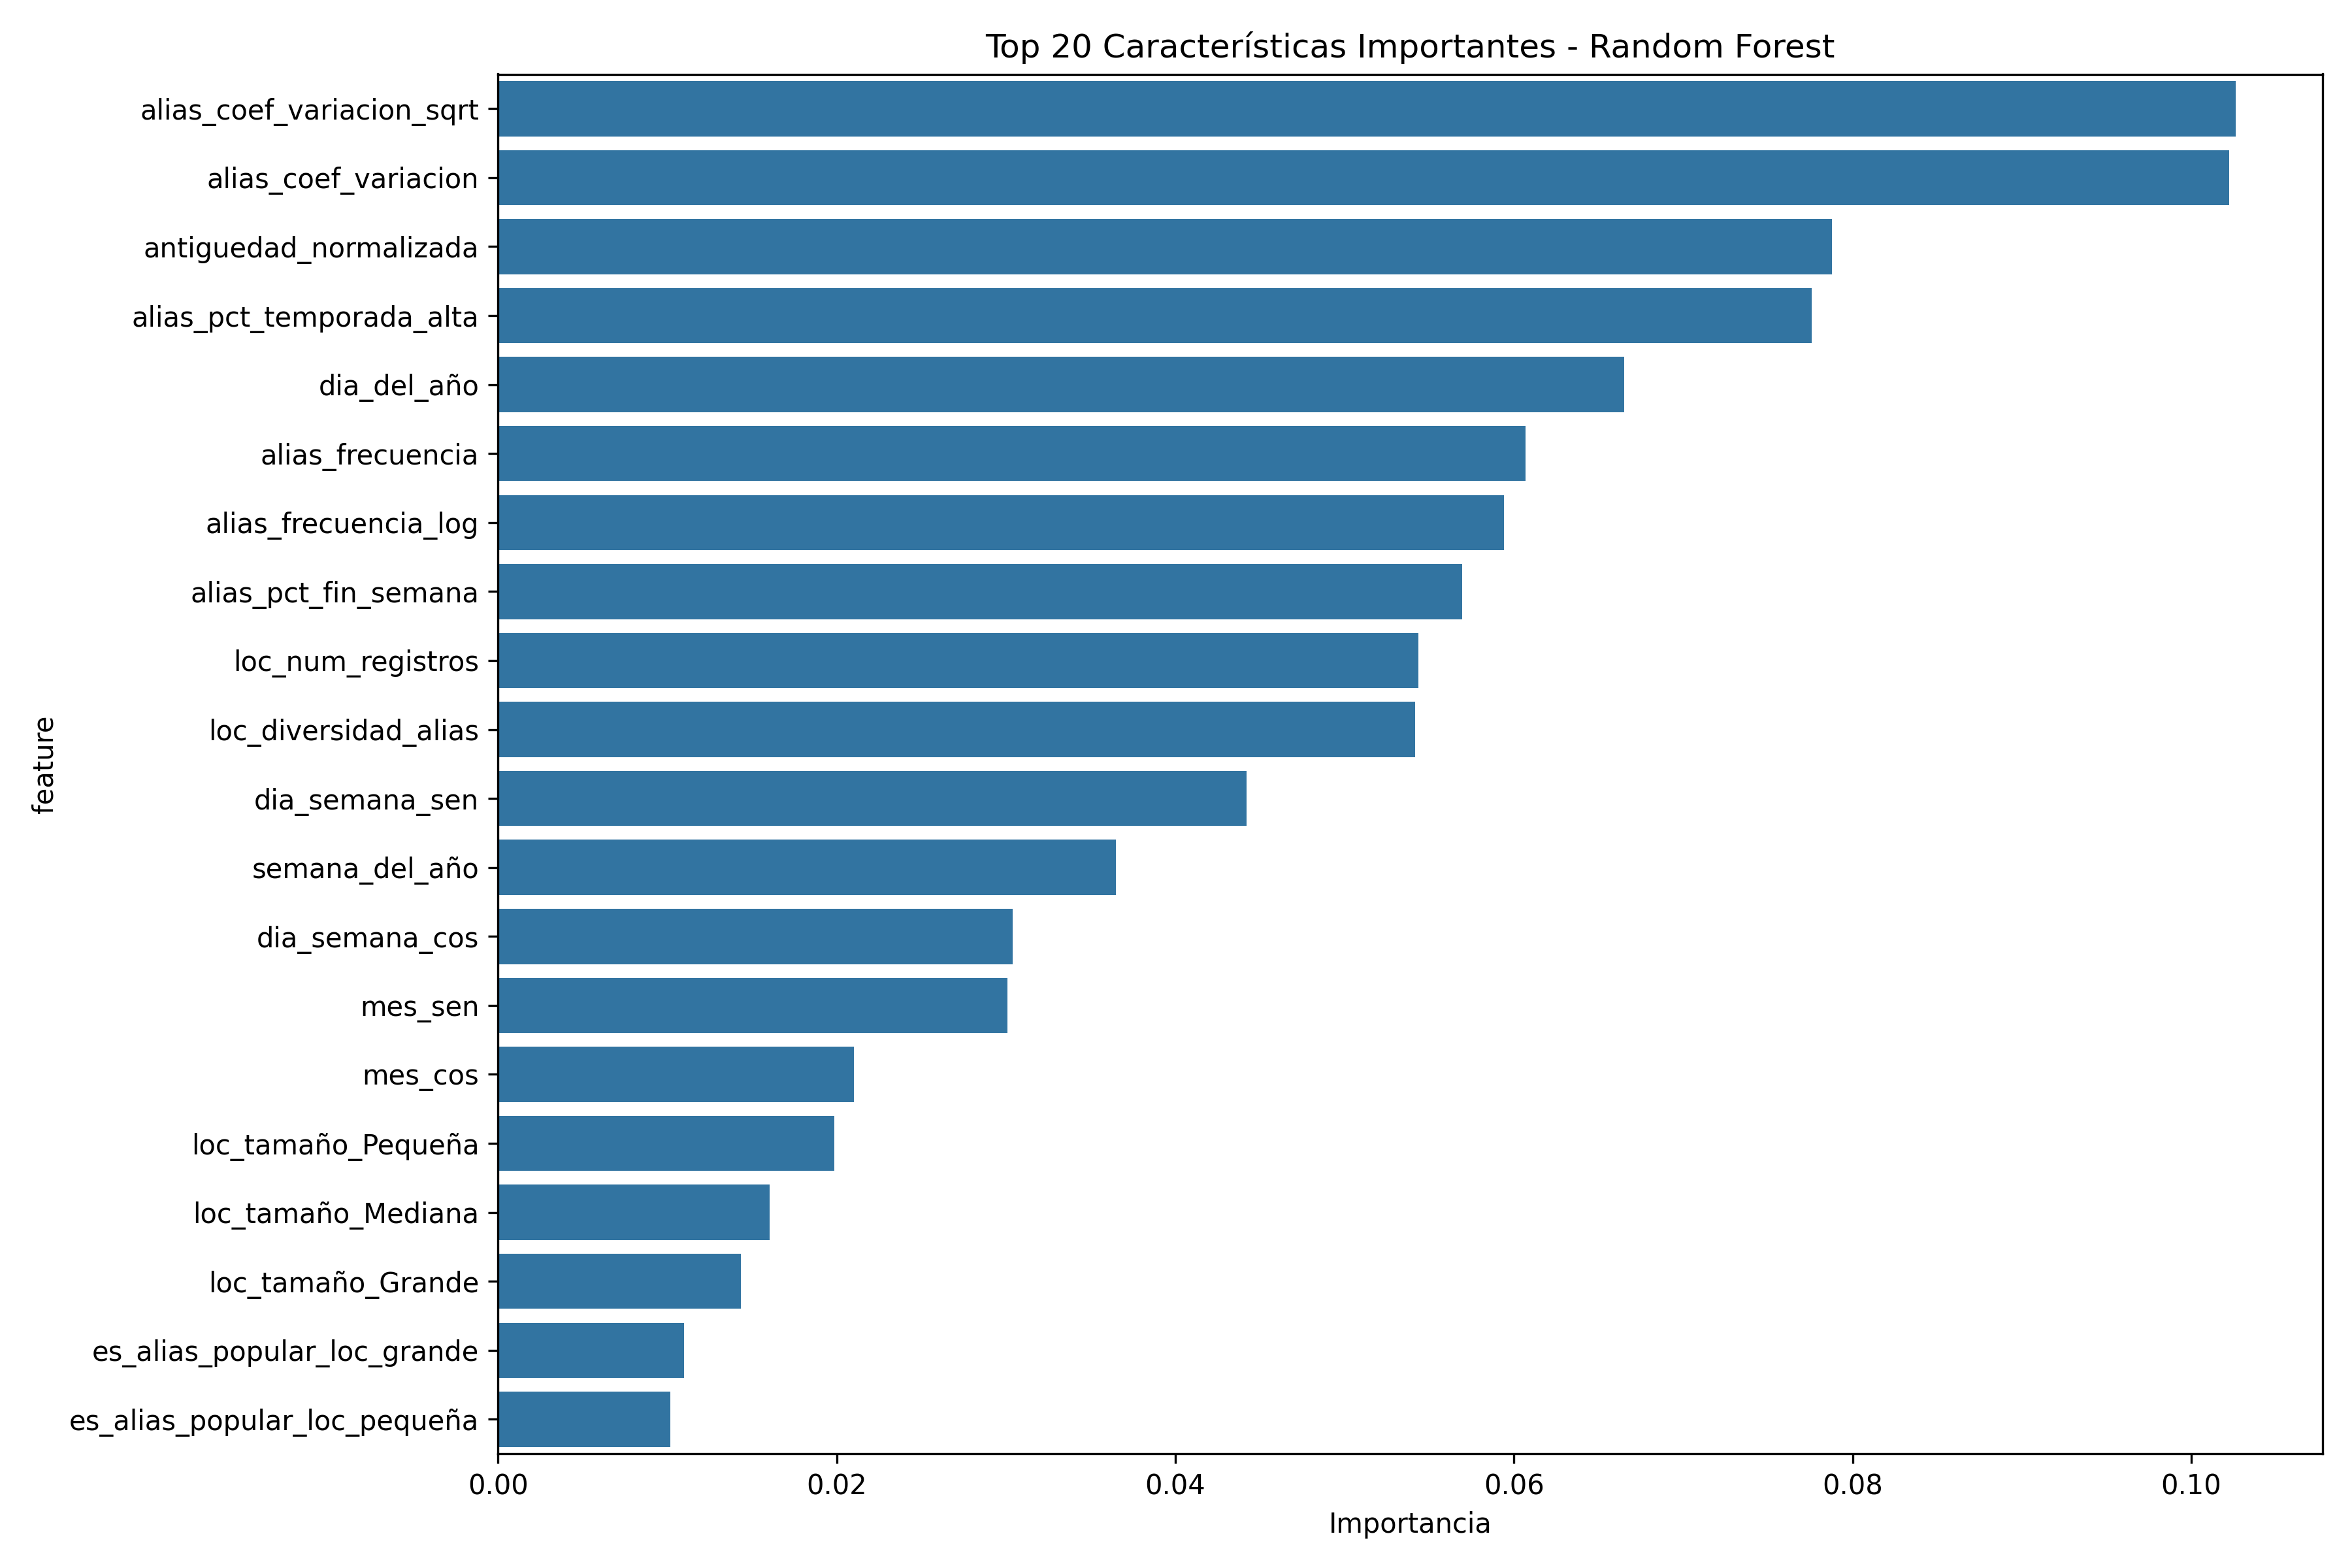 Top 20 Características Importantes - Random Forest
alias_coef_variacion_sqrt
alias_coef_variacion
antiguedad_normalizada
alias_pct_temporada_alta
dia_del_año
alias_frecuencia
alias_frecuencia_log
alias_pct_fin_semana
loc_num_registros
loc_diversidad_alias
dia_semana_sen
semana_del_año
dia_semana_cos
mes_sen
mes_cos
loc_tamaño_Pequeña
loc_tamaño_Mediana
loc_tamaño_Grande
es_alias_popular_loc_grande
es_alias_popular_loc_pequeña
feature
0.00 0.02 0.04 0.06 0.08 0.10
Importancia